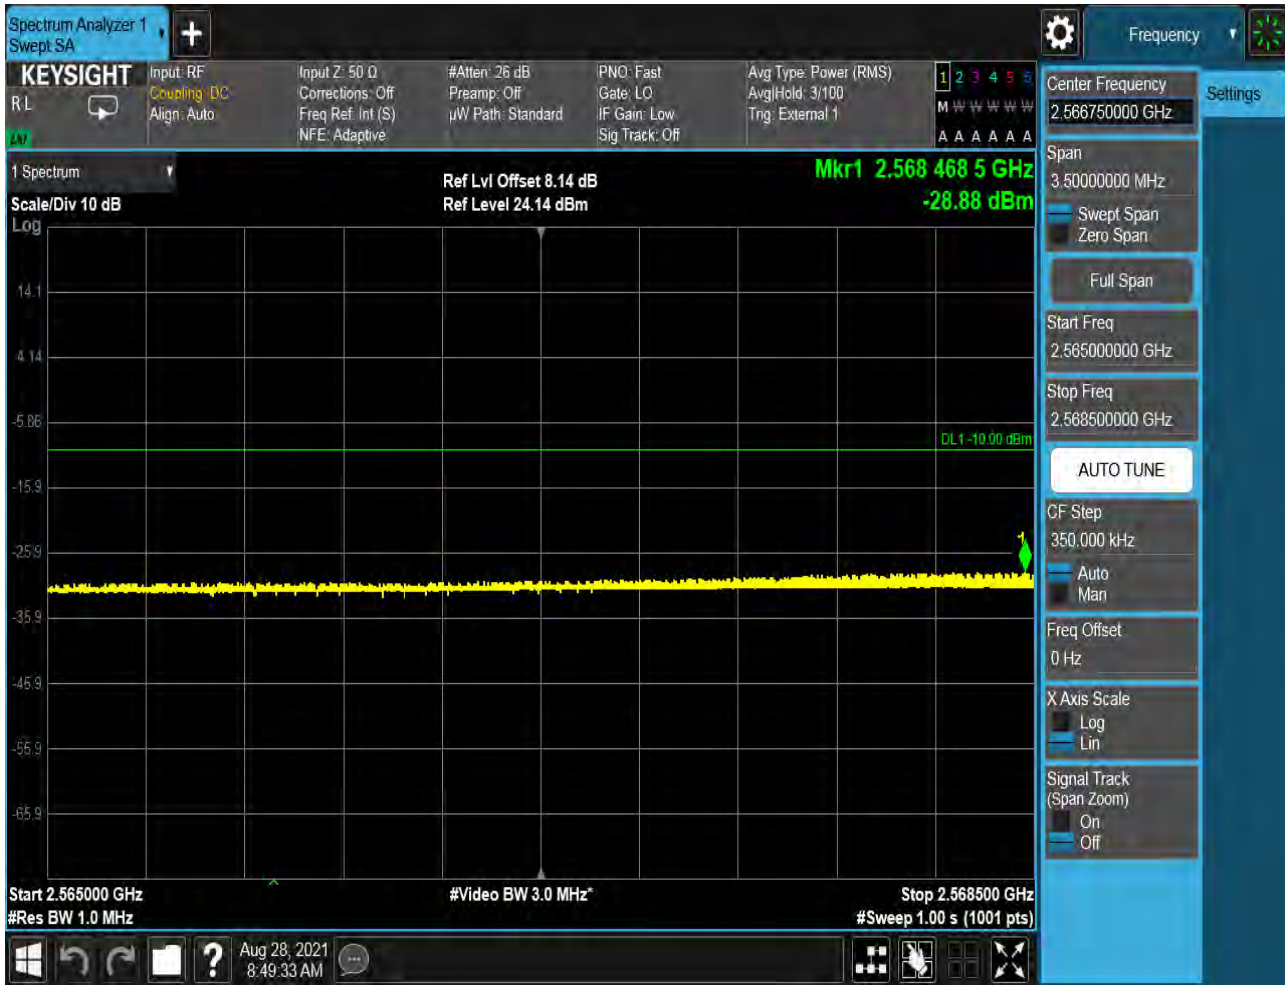 Spectrum Analyzer 1
Swept SA
+
Frequency
KEYSIGHT
R L
LXI
Input: RF
Coupling: DC
Align: Auto
Input Z: 50 Ω
Corrections: Off
Freq Ref: Int (S)
NFE: Adaptive
#Atten: 26 dB
Preamp: Off
µW Path: Standard
PNO: Fast
Gate: LO
IF Gain: Low
Sig Track: Off
Avg Type: Power (RMS)
Avg|Hold: 3/100
Trig: External 1
1 2 3 4 5 6
M W W W W W
A A A A A A
1 Spectrum
Scale/Div 10 dB
Log
Ref Lvl Offset 8.14 dB
Ref Level 24.14 dBm
Mkr1 2.568 468 5 GHz
-28.88 dBm
14.1
4.14
-5.86
DL1 -10.00 dBm
-15.9
1
-25.9
-35.9
-45.9
-55.9
-65.9
Start 2.565000 GHz
#Res BW 1.0 MHz
#Video BW 3.0 MHz*
Stop 2.568500 GHz
#Sweep 1.00 s (1001 pts)
?
Aug 28, 2021
8:49:33 AM
Center Frequency
2.566750000 GHz
Settings
Span
3.50000000 MHz
Swept Span
Zero Span
Full Span
Start Freq
2.565000000 GHz
Stop Freq
2.568500000 GHz
AUTO TUNE
CF Step
350.000 kHz
Auto
Man
Freq Offset
0 Hz
X Axis Scale
Log
Lin
Signal Track
(Span Zoom)
On
Off